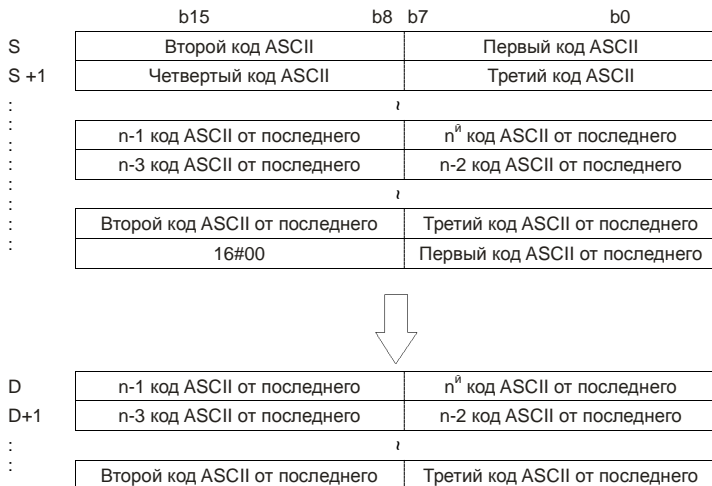 b15 b8 b7 b0
S Второй код ASCII Первый код ASCII
S +1 Четвертый код ASCII Третий код ASCII
: ~
:
: n-1 код ASCII от последнего nй код ASCII от последнего
: n-3 код ASCII от последнего n-2 код ASCII от последнего
: ~
: Второй код ASCII от последнего Третий код ASCII от последнего
: 16#00 Первый код ASCII от последнего
D n-1 код ASCII от последнего nй код ASCII от последнего
D+1 n-3 код ASCII от последнего n-2 код ASCII от последнего
: ~
: Второй код ASCII от последнего Третий код ASCII от последнего